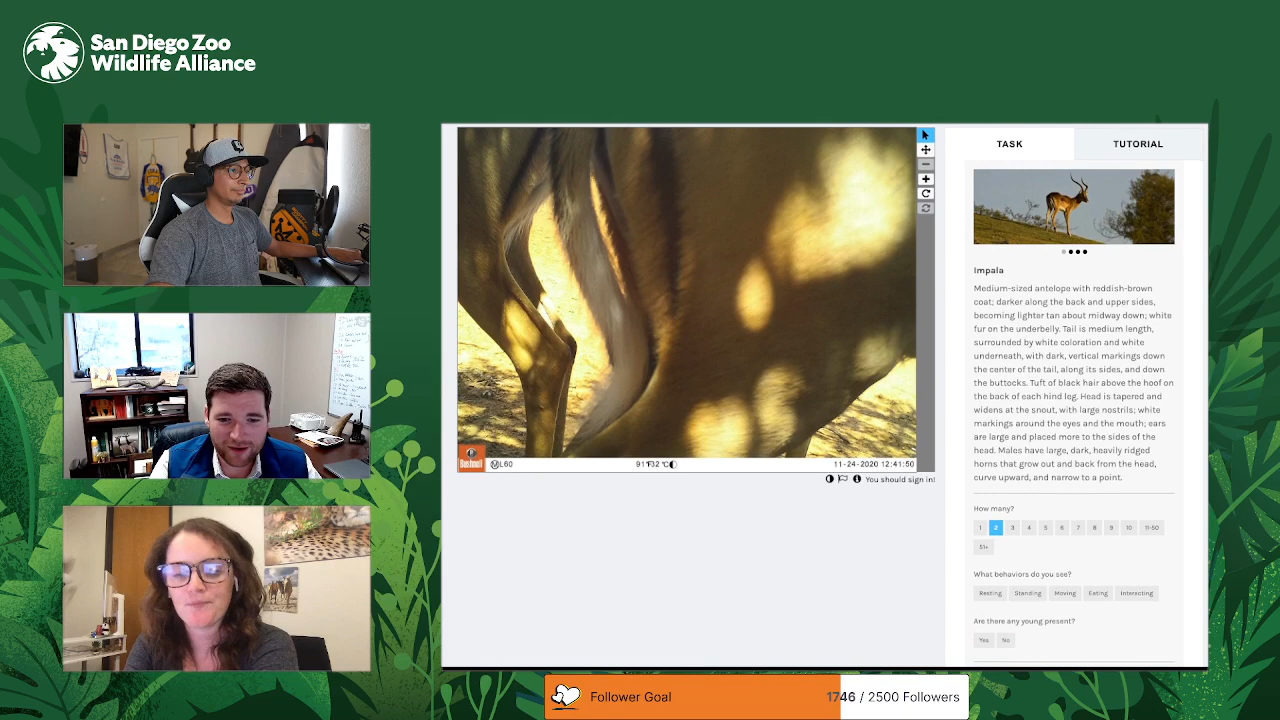 San Diego Zoo
Wildlife Alliance
TASK
TUTORIAL
Impala
Medium-sized antelope with reddish-brown
coat; darker along the back and upper sides,
becoming lighter tan about midway down; white
fur on the underbelly. Tail is medium length,
surrounded by white coloration and white
underneath, with dark, vertical markings down
the center of the tail, along its sides, and down
the buttocks. Tuft of black hair above the hoof on
the back of each hind leg. Head is tapered and
widens at the snout, with large nostrils; white
markings around the eyes and the mouth; ears
are large and placed more to the sides of the
head. Males have large, dark, heavily ridged
horns that grow out and back from the head,
curve upward, and narrow to a point.
How many?
1 2 3 4 5 6 7 8 9 10 11-50
51+
What behaviors do you see?
Resting Standing Moving Eating Interacting
Are there any young present?
Yes No
Bushnell
M L60 91°F32°C 11-24-2020 12:41:50
You should sign in!
Follower Goal 1746 / 2500 Followers